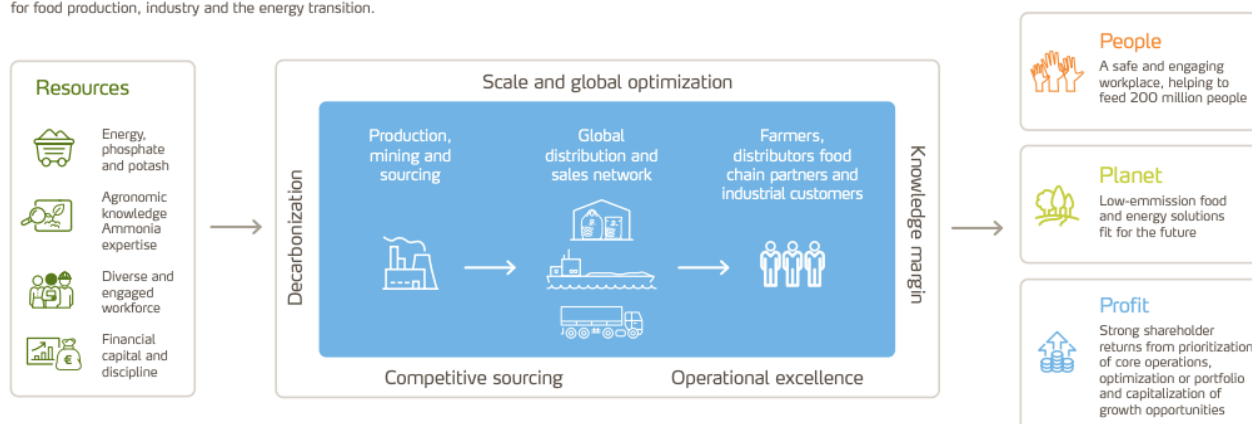 for food production, industry and the energy transition.
Resources
Energy,
phosphate
and potash
Agronomic
knowledge
Ammonia
expertise
Diverse and
engaged
workforce
Financial
capital and
discipline
€
Scale and global optimization
Decarbonization
Production,
mining and
sourcing
Global
distribution and
sales network
Farmers,
distributors food
chain partners and
industrial customers
Knowledge margin
Competitive sourcing
Operational excellence
People
A safe and engaging
workplace, helping to
feed 200 million people
Planet
Low-emmission food
and energy solutions
fit for the future
Profit
Strong shareholder
returns from prioritization
of core operations,
optimization or portfolio
and capitalization of
growth opportunities